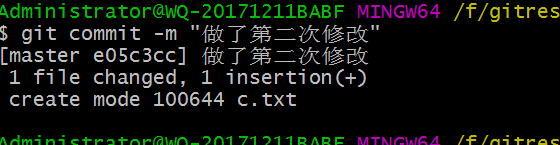 Administrator@WQ-20171211BABF MINGW64 /f/gitres
$ git commit -m "做了第二次修改"
[master e05c3cc] 做了第二次修改
 1 file changed, 1 insertion(+)
 create mode 100644 c.txt
Administrator@WQ-20171211BABF MINGW64 /f/gitres